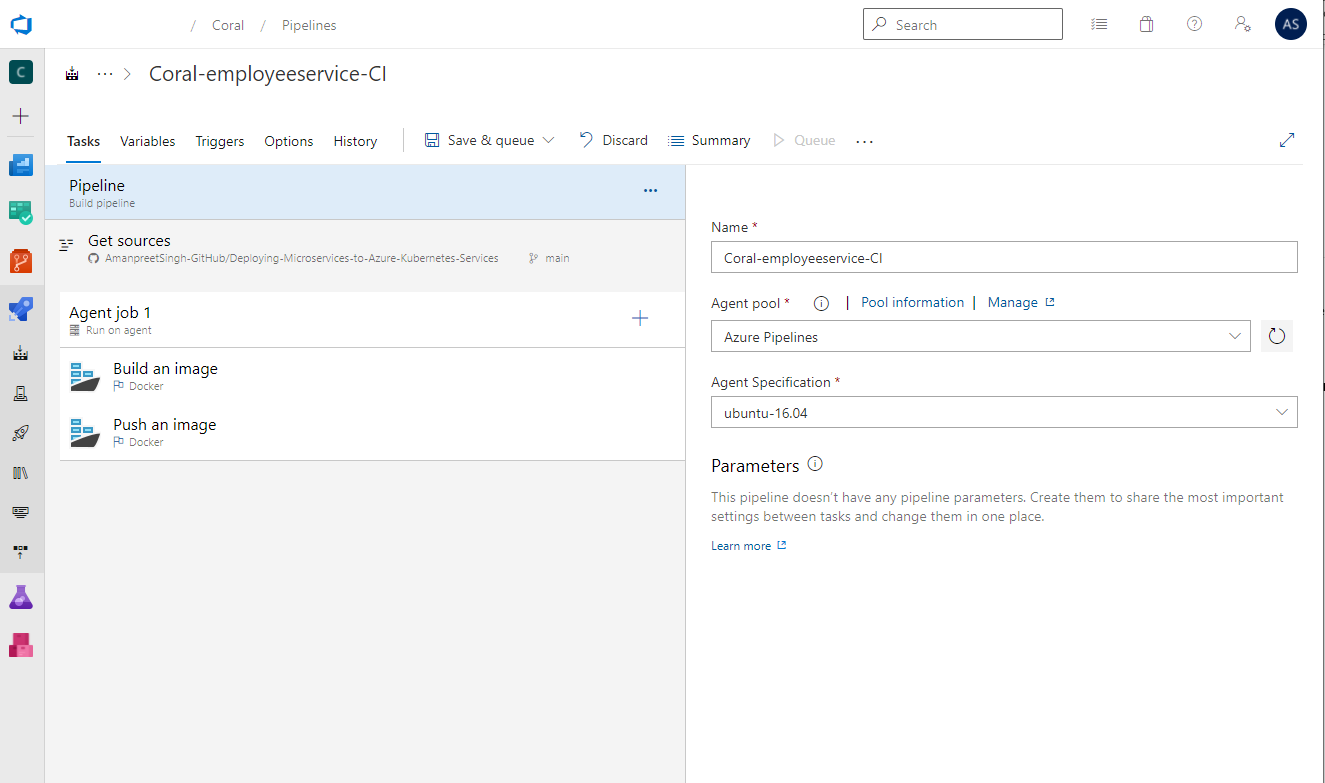 / Coral / Pipelines
Search
AS
C
... > Coral-employeeservice-CI
Tasks Variables Triggers Options History Save & queue Discard Summary Queue ...
Pipeline
Build pipeline
...
Get sources
AmanpreetSingh-GitHub/Deploying-Microservices-to-Azure-Kubernetes-Services main
Agent job 1
Run on agent
Build an image
Docker
Push an image
Docker
Name *
Coral-employeeservice-CI
Agent pool * | Pool information | Manage
Azure Pipelines
Agent Specification *
ubuntu-16.04
Parameters
This pipeline doesn't have any pipeline parameters. Create them to share the most important
settings between tasks and change them in one place.
Learn more